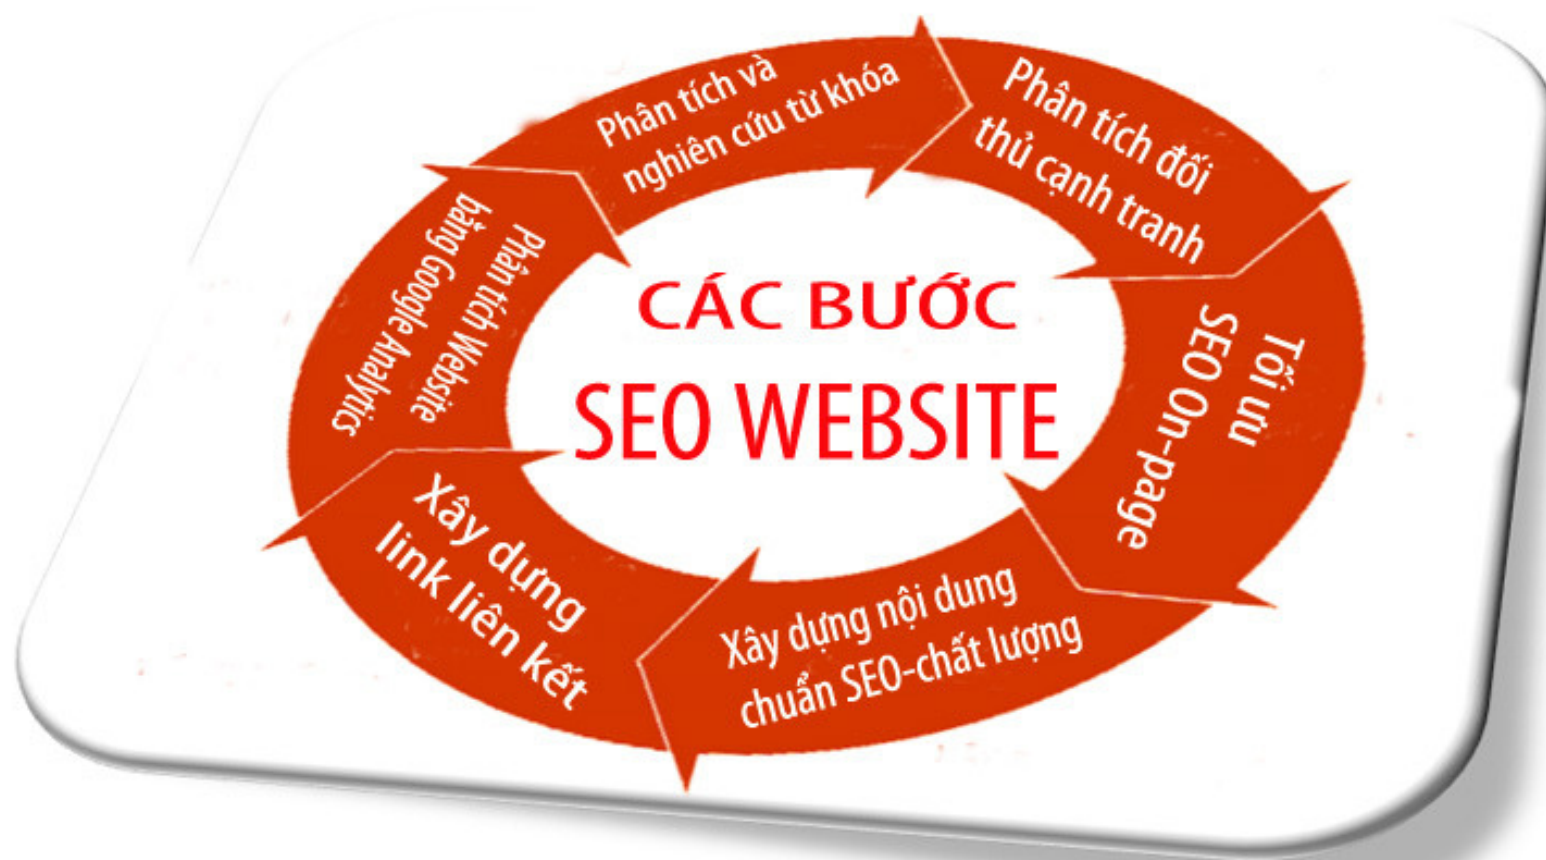 CÁC BƯỚC
SEO WEBSITE
Phân tích và
nghiên cứu từ khóa
Phân tích đối
thủ cạnh tranh
Tối ưu
SEO On-page
Xây dựng nội dung
chuẩn SEO-chất lượng
Xây dựng
link liên kết
Phân tích Website
bằng Google Analytics